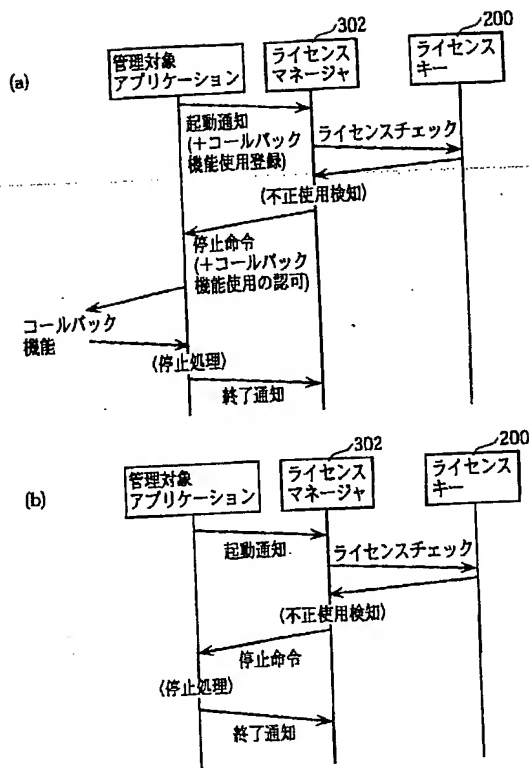 302
200
(a)
管理対象
アプリケーション
ライセンス
マネージャ
ライセンス
キー
起動通知
(+コールバック
機能使用登録)
ライセンスチェック
(不正使用検知)
停止命令
(+コールバック
機能使用の認可)
コールバック
機能
(停止処理)
終了通知
302
200
(b)
管理対象
アプリケーション
ライセンス
マネージャ
ライセンス
キー
起動通知
ライセンスチェック
(不正使用検知)
停止命令
(停止処理)
終了通知